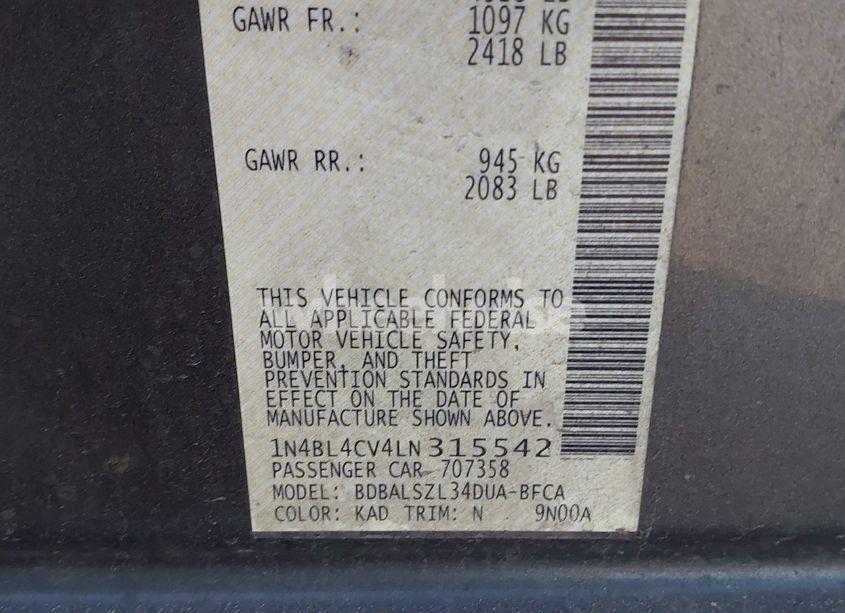 GAWR FR.: 1097 KG
2418 LB
GAWR RR.: 945 KG
2083 LB
THIS VEHICLE CONFORMS TO
ALL APPLICABLE FEDERAL
MOTOR VEHICLE SAFETY,
BUMPER, AND THEFT
PREVENTION STANDARDS IN
EFFECT ON THE DATE OF
MANUFACTURE SHOWN ABOVE.
1N4BL4CV4LN315542
PASSENGER CAR 707358
MODEL: BDBALSZL34DUA-BFCA
COLOR: KAD TRIM: N 9N00A